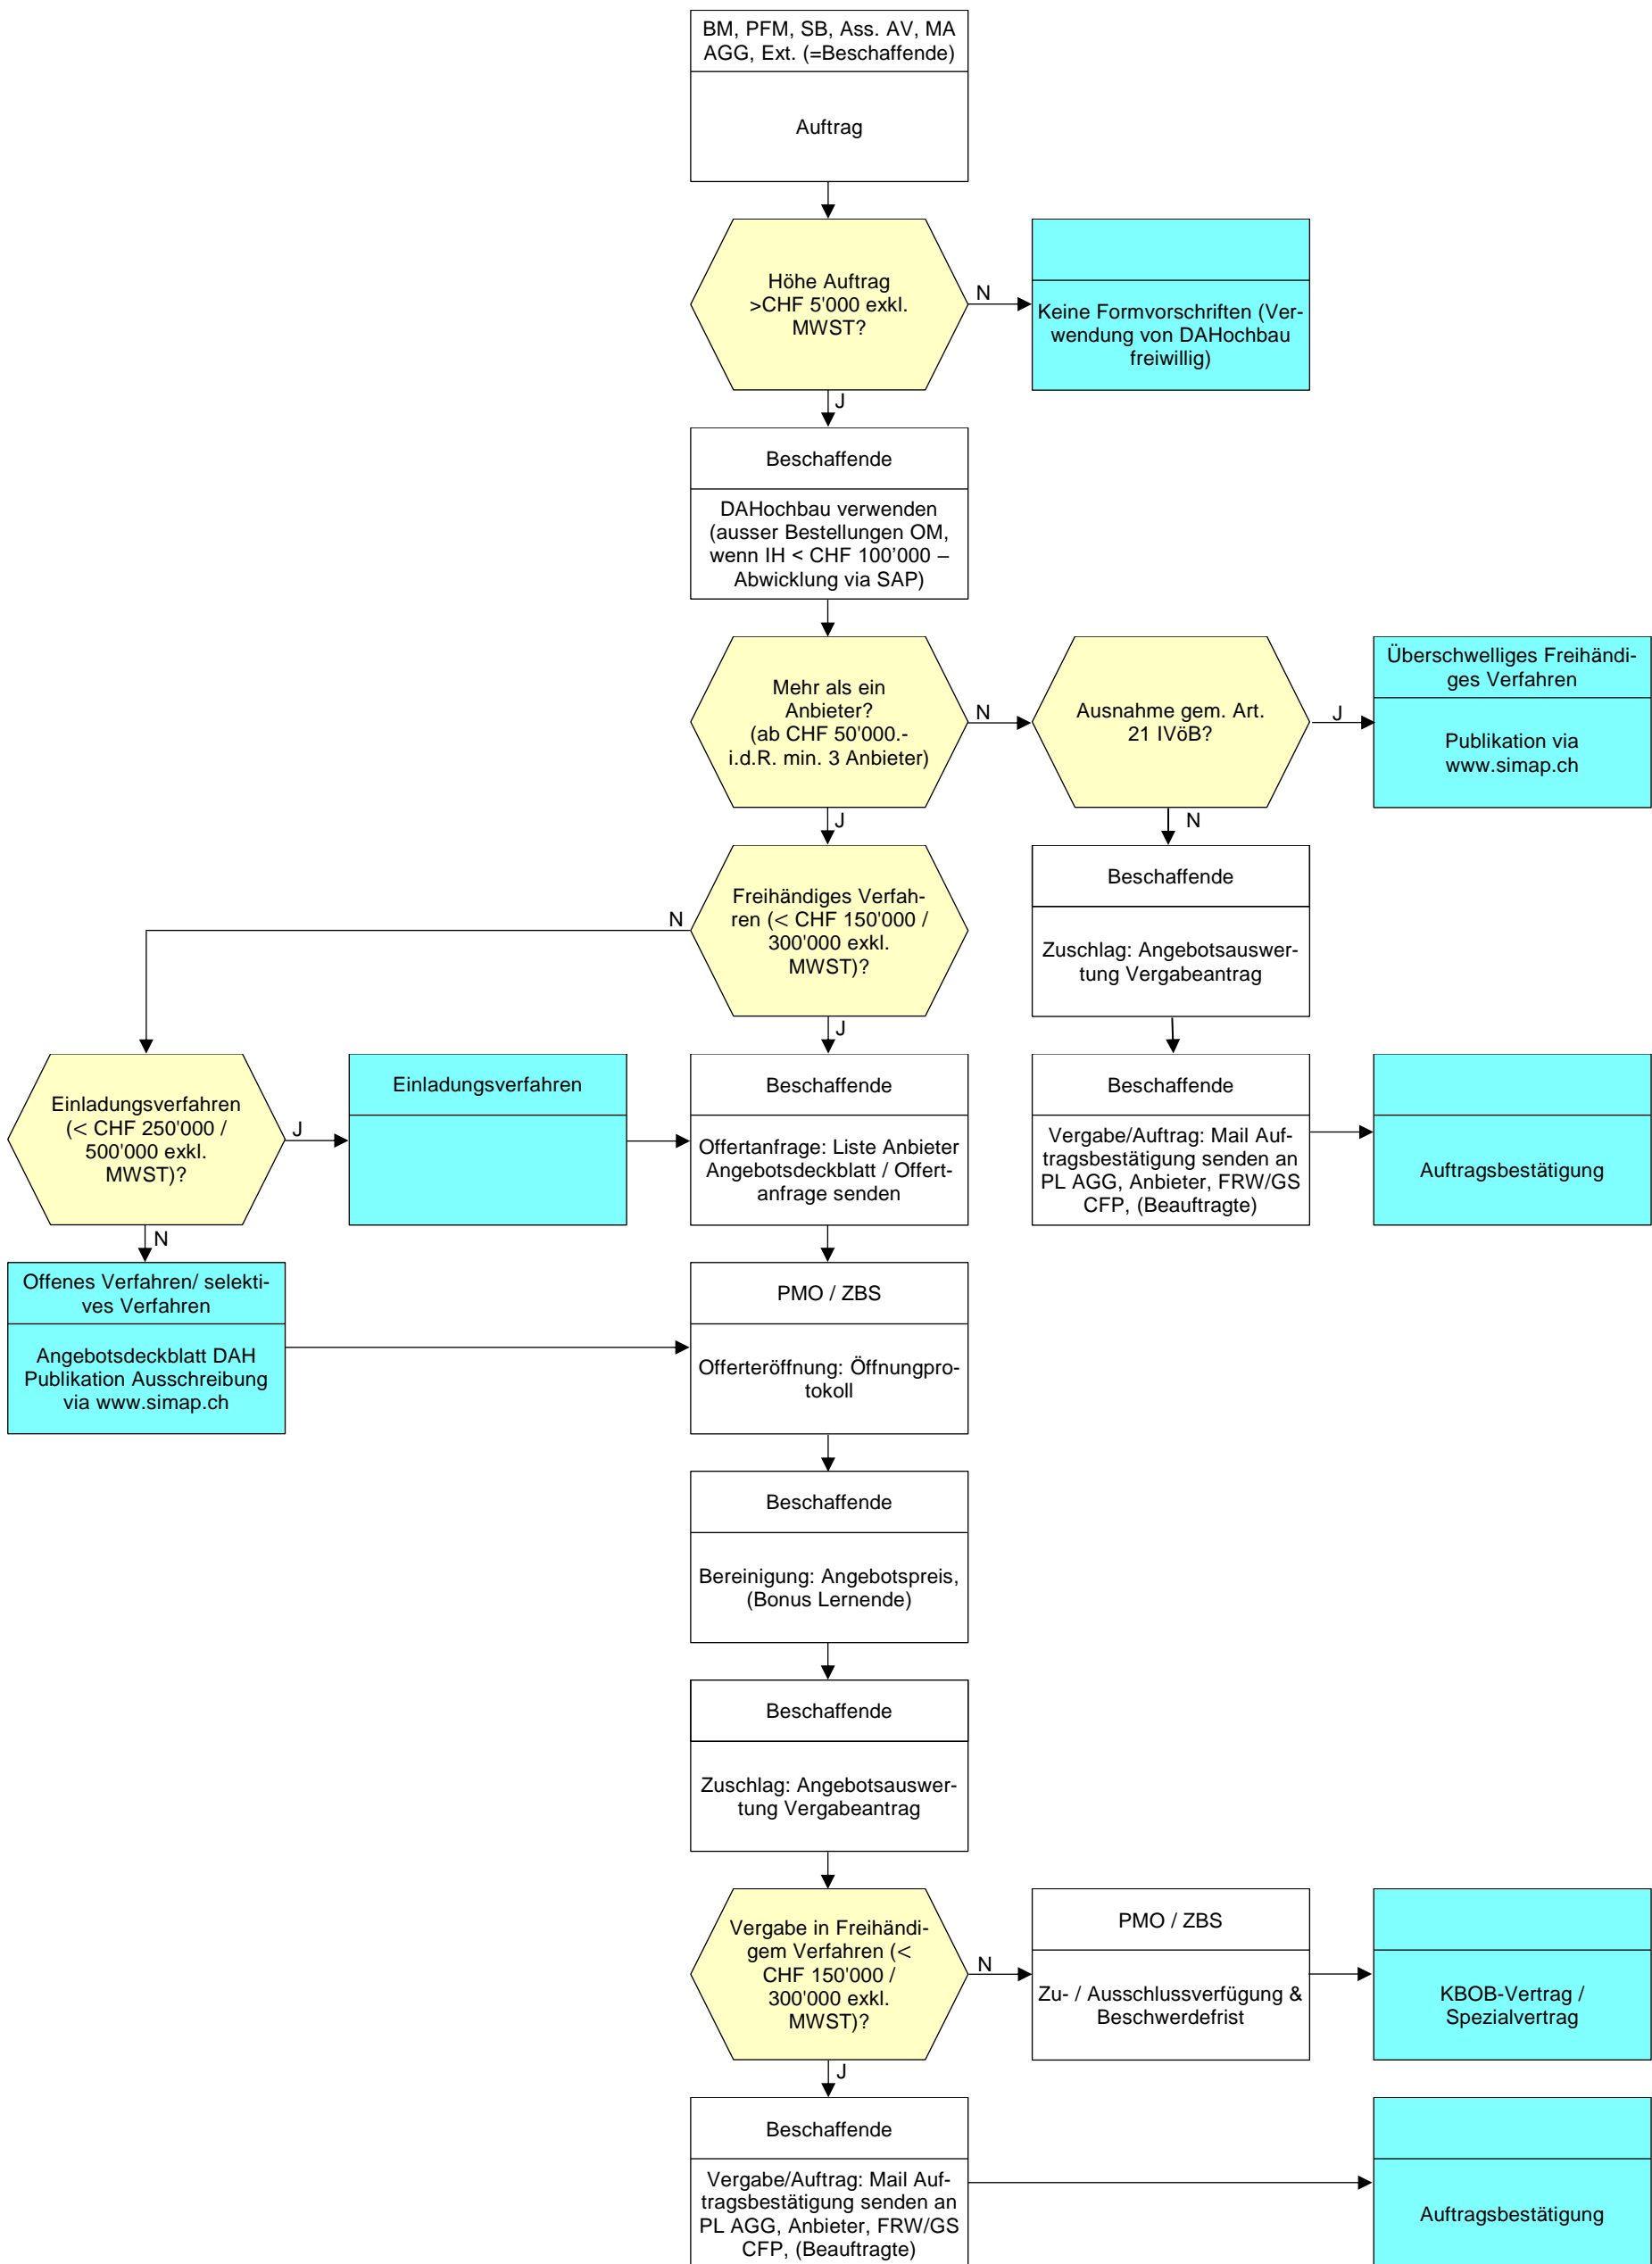 BM, PFM, SB, Ass. AV, MA
AGG, Ext. (=Beschaffende)
Auftrag
Höhe Auftrag
>CHF 5'000 exkl.
MWST?
N
Keine Formvorschriften (Ver-
wendung von DAHochbau
freiwillig)
J
Beschaffende
DAHochbau verwenden
(ausser Bestellungen OM,
wenn IH < CHF 100’000 –
Abwicklung via SAP)
Mehr als ein
Anbieter?
(ab CHF 50'000.-
i.d.R. min. 3 Anbieter)
N
Ausnahme gem. Art.
21 IVöB?
J
Überschwelliges Freihändi-
ges Verfahren
Publikation via
www.simap.ch
J
N
Freihändiges Verfah-
ren (< CHF 150'000 /
300'000 exkl.
MWST)?
N
Beschaffende
Zuschlag: Angebotsauswer-
tung Vergabeantrag
J
Einladungsverfahren
(< CHF 250'000 /
500'000 exkl.
MWST)?
J
Einladungsverfahren
Beschaffende
Offertanfrage: Liste Anbieter
Angebotsdeckblatt / Offert-
anfrage senden
Beschaffende
Vergabe/Auftrag: Mail Auf-
tragsbestätigung senden an
PL AGG, Anbieter, FRW/GS
CFP, (Beauftragte)
Auftragsbestätigung
N
Offenes Verfahren/ selekti-
ves Verfahren
Angebotsdeckblatt DAH
Publikation Ausschreibung
via www.simap.ch
PMO / ZBS
Offerteröffnung: Öffnungpro-
tokoll
Beschaffende
Bereinigung: Angebotspreis,
(Bonus Lernende)
Beschaffende
Zuschlag: Angebotsauswer-
tung Vergabeantrag
Vergabe in Freihändi-
gem Verfahren (<
CHF 150'000 /
300'000 exkl.
MWST)?
N
PMO / ZBS
Zu- / Ausschlussverfügung &
Beschwerdefrist
KBOB-Vertrag /
Spezialvertrag
J
Beschaffende
Vergabe/Auftrag: Mail Auf-
tragsbestätigung senden an
PL AGG, Anbieter, FRW/GS
CFP, (Beauftragte)
Auftragsbestätigung